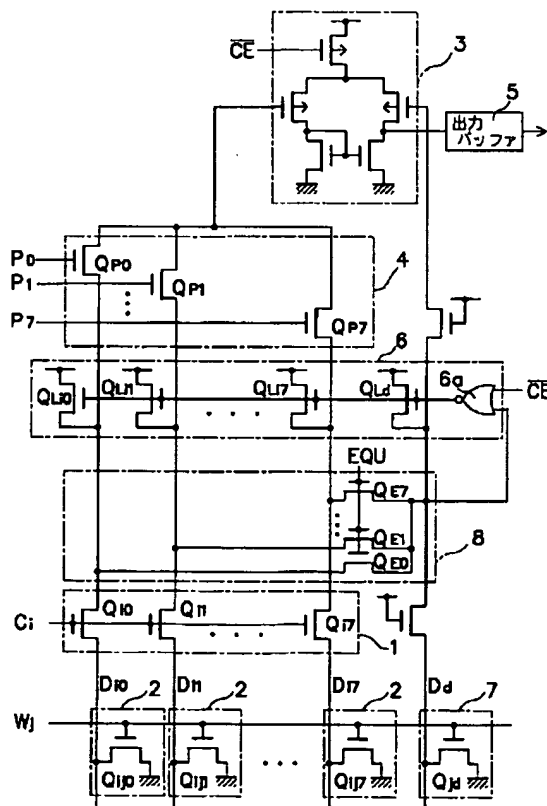 CE
3
5
出力
バッファ
P0
P1
P7
QP0
QP1
QP7
4
6
QLi0
QLi1
QLi7
QLd
6a
CE
EQU
QE7
QE1
QE0
8
Ci
Qi0
Qi1
Qi7
1
Di0
Di1
Di7
Dd
2
2
2
7
Wj
Qij0
Qij1
Qij7
Qjd